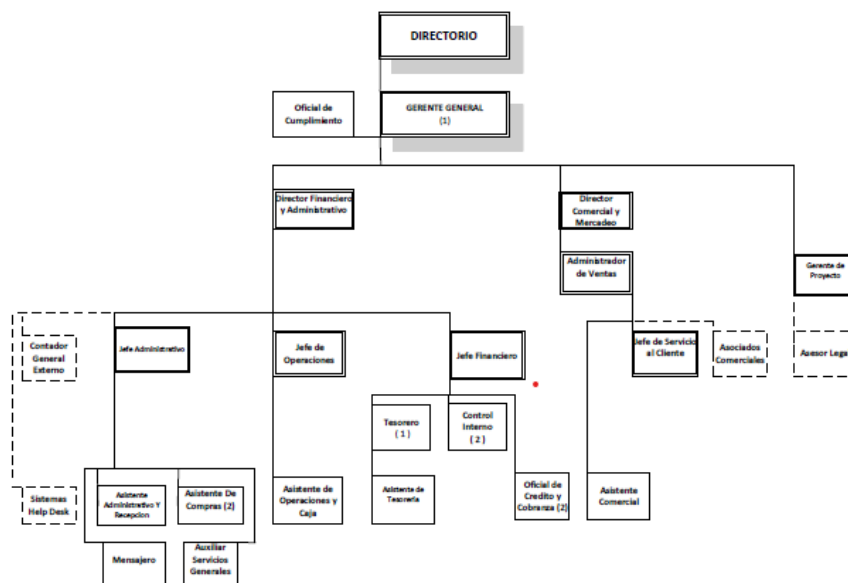 DIRECTORIO
Oficial de
Cumplimiento
GERENTE GENERAL
(1)
Director Financiero
y Administrativo
Director
Comercial y
Mercadeo
Administrador
de Ventas
Gerente de
Proyecto
Contador
General
Externo
Jefe Administrativo
Jefe de
Operaciones
Jefe Financiero
Jefe de Servicio
al Cliente
Asociados
Comerciales
Asesor Legal
Tesorero
( 1 )
Control
Interno
( 2 )
Sistemas
Help Desk
Asistente
Administrativo Y
Recepcion
Asistente De
Compras (2)
Asistente de
Operaciones y
Caja
Asistente de
Tesorería
Oficial de
Credito y
Cobranza (2)
Asistente
Comercial
Mensajero
Auxiliar
Servicios
Generales